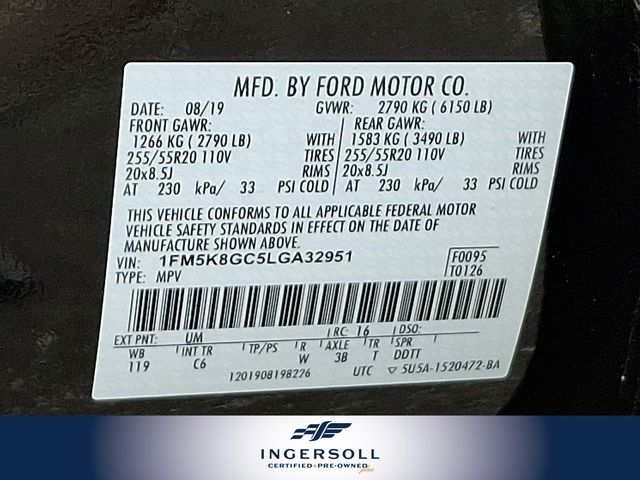 MFD. BY FORD MOTOR CO.
DATE: 08/19 GVWR: 2790 KG ( 6150 LB)
FRONT GAWR: REAR GAWR:
1266 KG ( 2790 LB) WITH 1583 KG ( 3490 LB) WITH
255/55R20 110V TIRES 255/55R20 110V TIRES
20x8.5J RIMS 20x8.5J RIMS
AT 230 kPa/ 33 PSI COLD AT 230 kPa/ 33 PSI COLD
THIS VEHICLE CONFORMS TO ALL APPLICABLE FEDERAL MOTOR
VEHICLE SAFETY STANDARDS IN EFFECT ON THE DATE OF
MANUFACTURE SHOWN ABOVE.
VIN: 1FM5K8GC5LGA32951 F0095
TYPE: MPV T0126
EXT PNT: UM RC: 16 DSO:
WB INT TR TP/PS R AXLE TR SPR
119 C6 W 3B T DDTT
1201908198226 UTC ▽ 5U5A-1520472-BA
INGERSOLL
CERTIFIED • PRE-OWNED plus